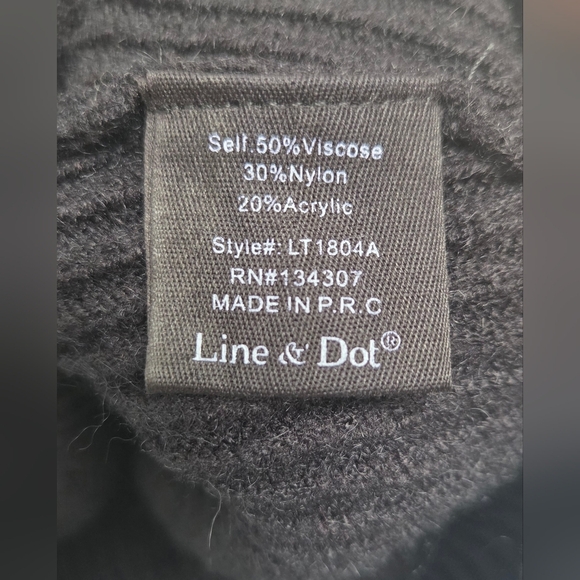 Self:50%Viscose
30%Nylon
20%Acrylic
Style#: LT1804A
RN#134307
MADE IN P.R.C
Line & Dot®